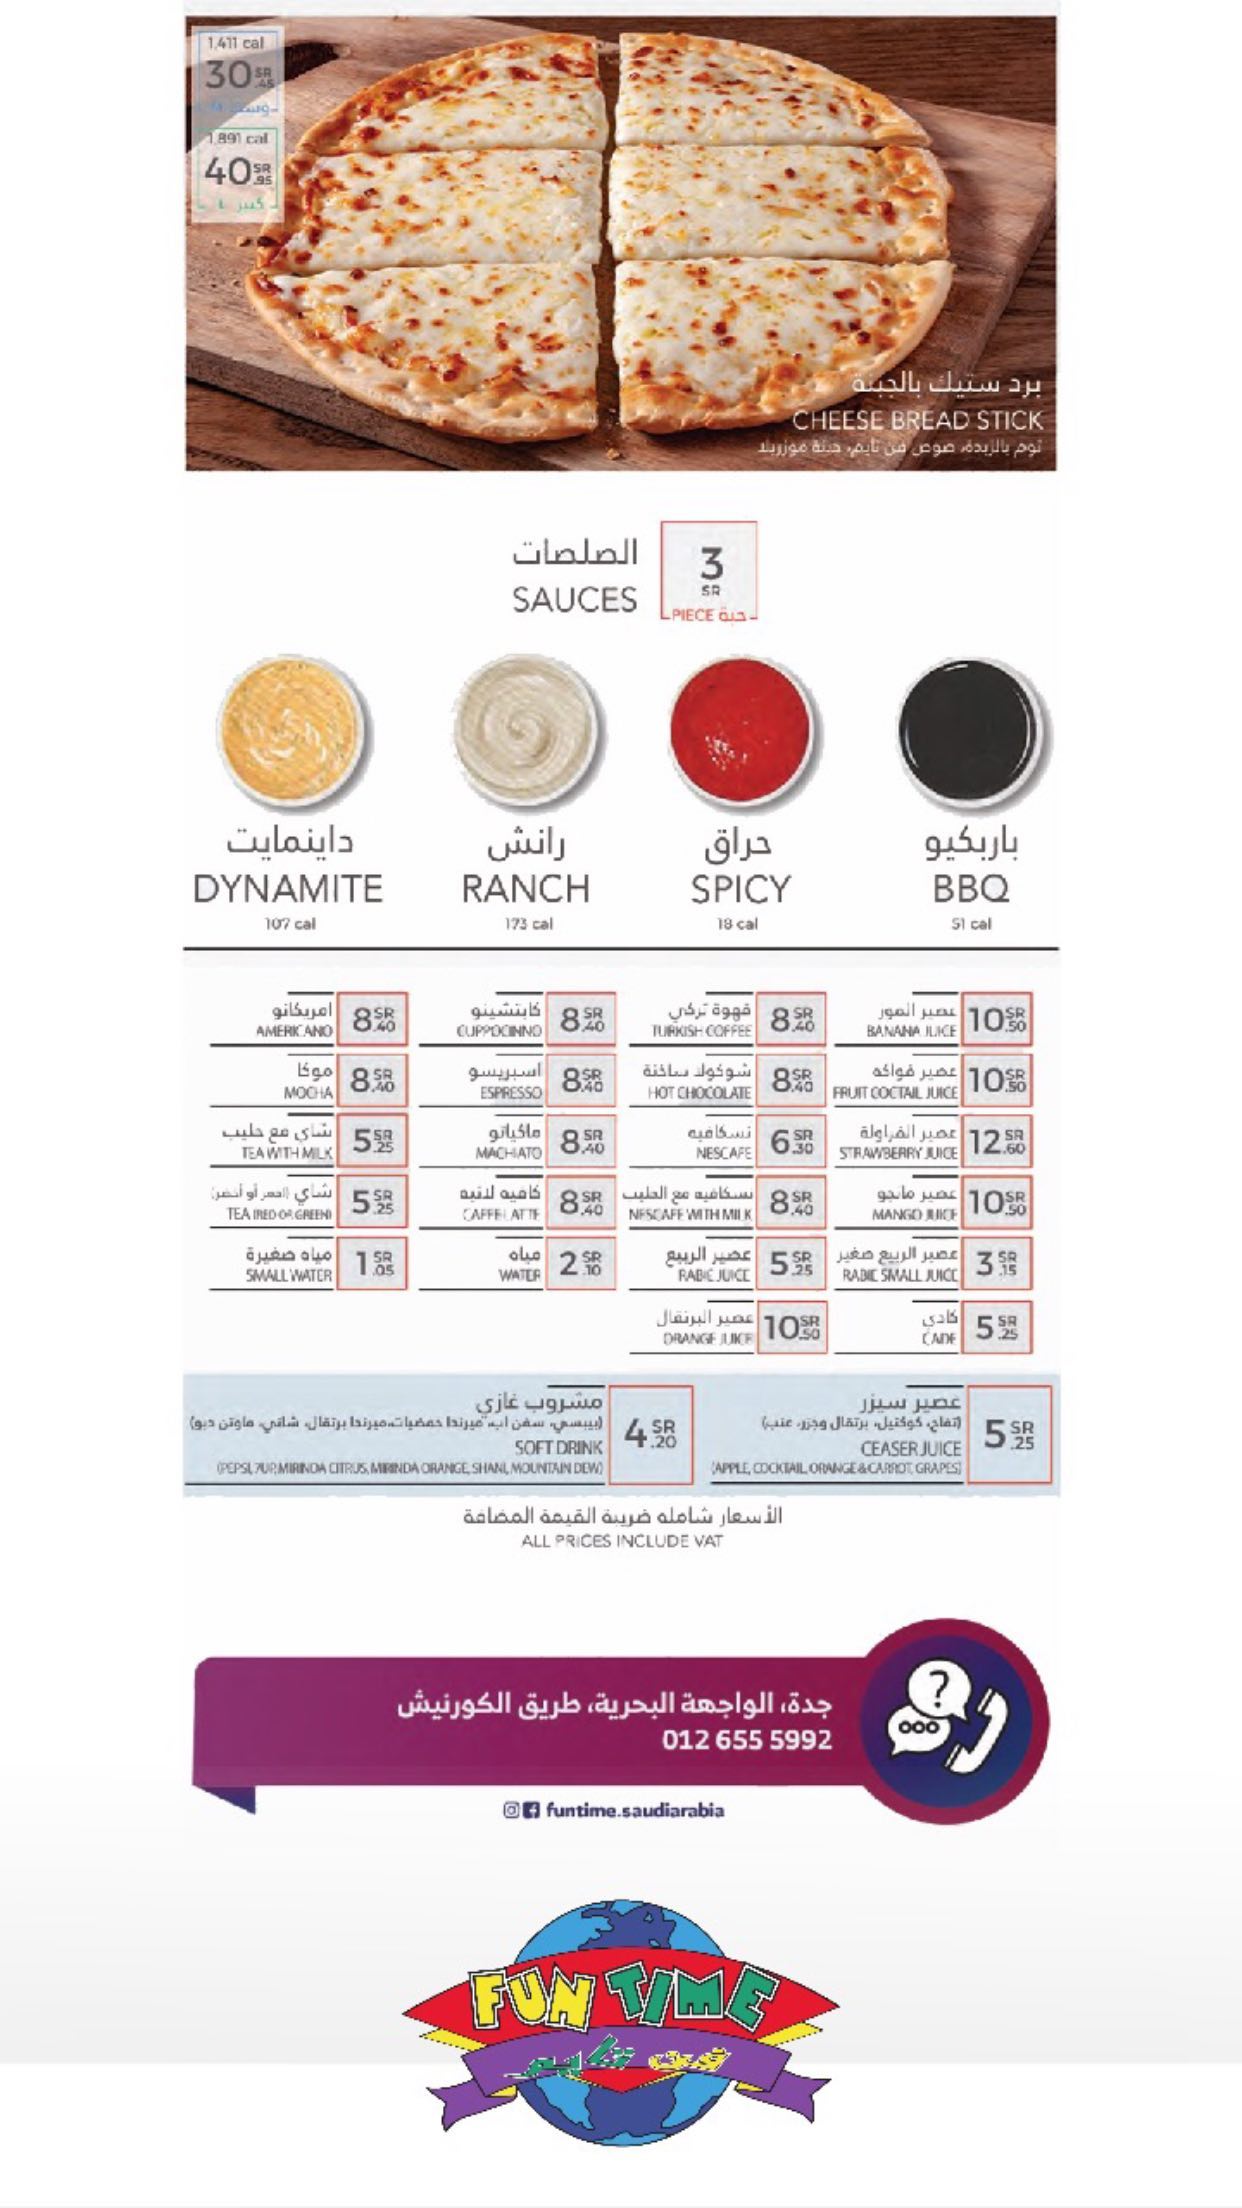 1,411 cal
30 SR .45
وسط M
1,891 cal
40 SR .95
كبير L
برد ستيك بالجبنة
CHEESE BREAD STICK
ثوم بالزبدة، صوص فن تايم، جبنة موزريلا
الصلصات
SAUCES
3
SR
PIECE حبة
داينمايت
DYNAMITE
107 cal
رانش
RANCH
173 cal
حراق
SPICY
18 cal
باربكيو
BBQ
51 cal
امريكانو
AMERICANO
8 SR .40
كابتشينو
CUPPOCINNO
8 SR .40
قهوة تركي
TURKISH COFFEE
8 SR .40
عصير الموز
BANANA JUICE
10 SR .50
موكا
MOCHA
8 SR .40
اسبريسو
ESPRESSO
8 SR .40
شوكولا ساخنة
HOT CHOCOLATE
8 SR .40
عصير فواكه
FRUIT COCTAIL JUICE
10 SR .50
شاي مع حليب
TEA WITH MILK
5 SR .25
ماكياتو
MACHIATO
8 SR .40
نسكافيه
NESCAFE
6 SR .30
عصير الفراولة
STRAWBERRY JUICE
12 SR .60
شاي (احمر أو أخضر)
TEA (RED OR GREEN)
5 SR .25
كافيه لاتيه
CAFFE LATTE
8 SR .40
نسكافيه مع الحليب
NESCAFE WITH MILK
8 SR .40
عصير مانجو
MANGO JUICE
10 SR .50
مياه صغيرة
SMALL WATER
1 SR .05
مياه
WATER
2 SR .10
عصير الربيع
RABIE JUICE
5 SR .25
عصير الربيع صغير
RABIE SMALL JUICE
3 SR .15
عصير البرتقال
ORANGE JUICE
10 SR .50
كادي
CADE
5 SR .25
مشروب غازي
(بيبسي، سفن اب، ميرندا حمضيات، ميرندا برتقال، شاني، ماوتن ديو)
SOFT DRINK
(PEPSI, 7UP, MIRINDA CITRUS, MIRINDA ORANGE, SHANI, MOUNTAIN DEW)
4 SR .20
عصير سيزر
(تفاح، كوكتيل، برتقال وجزر، عنب)
CEASER JUICE
(APPLE, COCKTAIL, ORANGE & CARROT, GRAPES)
5 SR .25
الأسعار شامله ضريبة القيمة المضافة
ALL PRICES INCLUDE VAT
جدة، الواجهة البحرية، طريق الكورنيش
012 655 5992
funtime.saudiarabia
FUN TIME
فن تايم